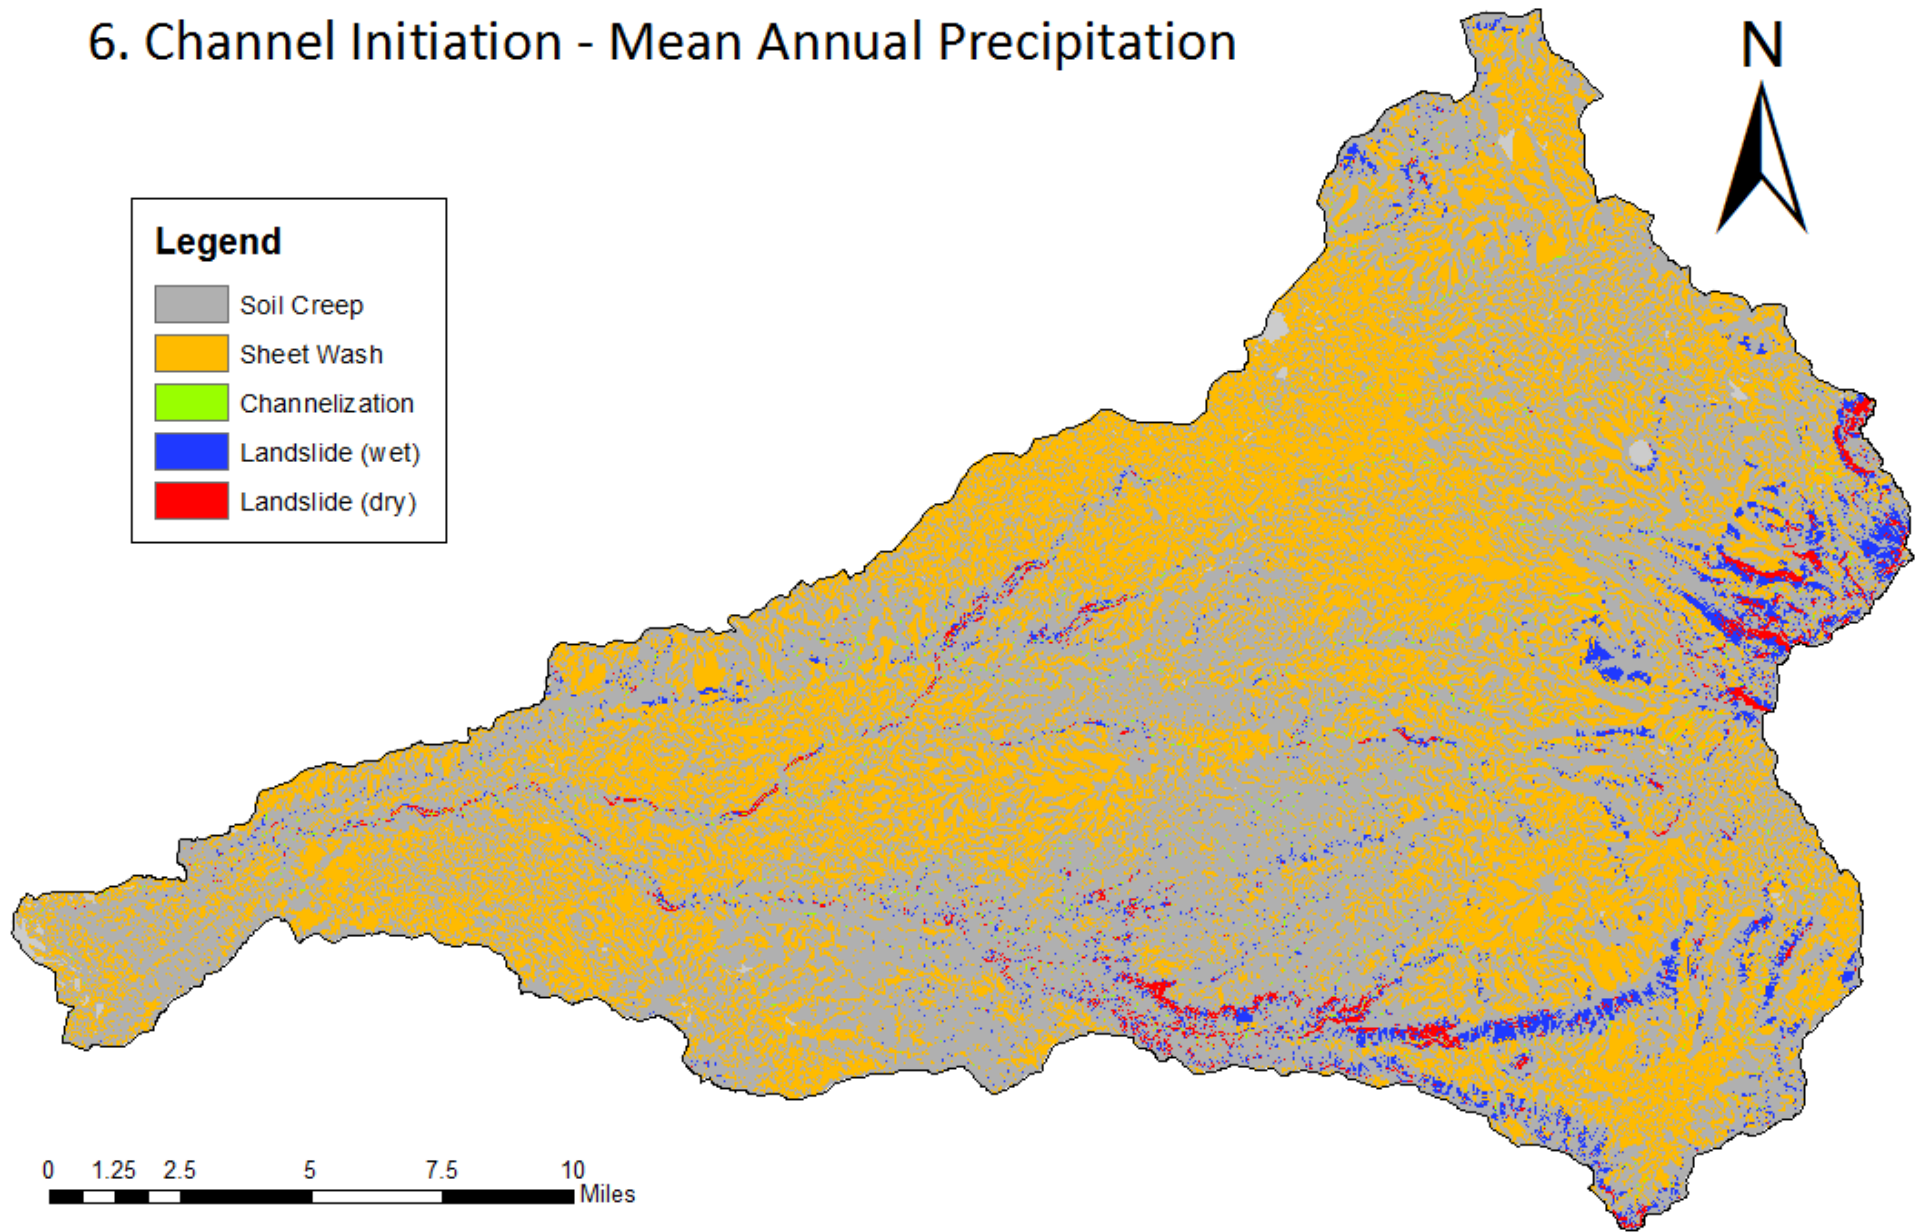 6. Channel Initiation - Mean Annual Precipitation
N
Legend
Soil Creep
Sheet Wash
Channelization
Landslide (wet)
Landslide (dry)
0 1.25 2.5 5 7.5 10
Miles